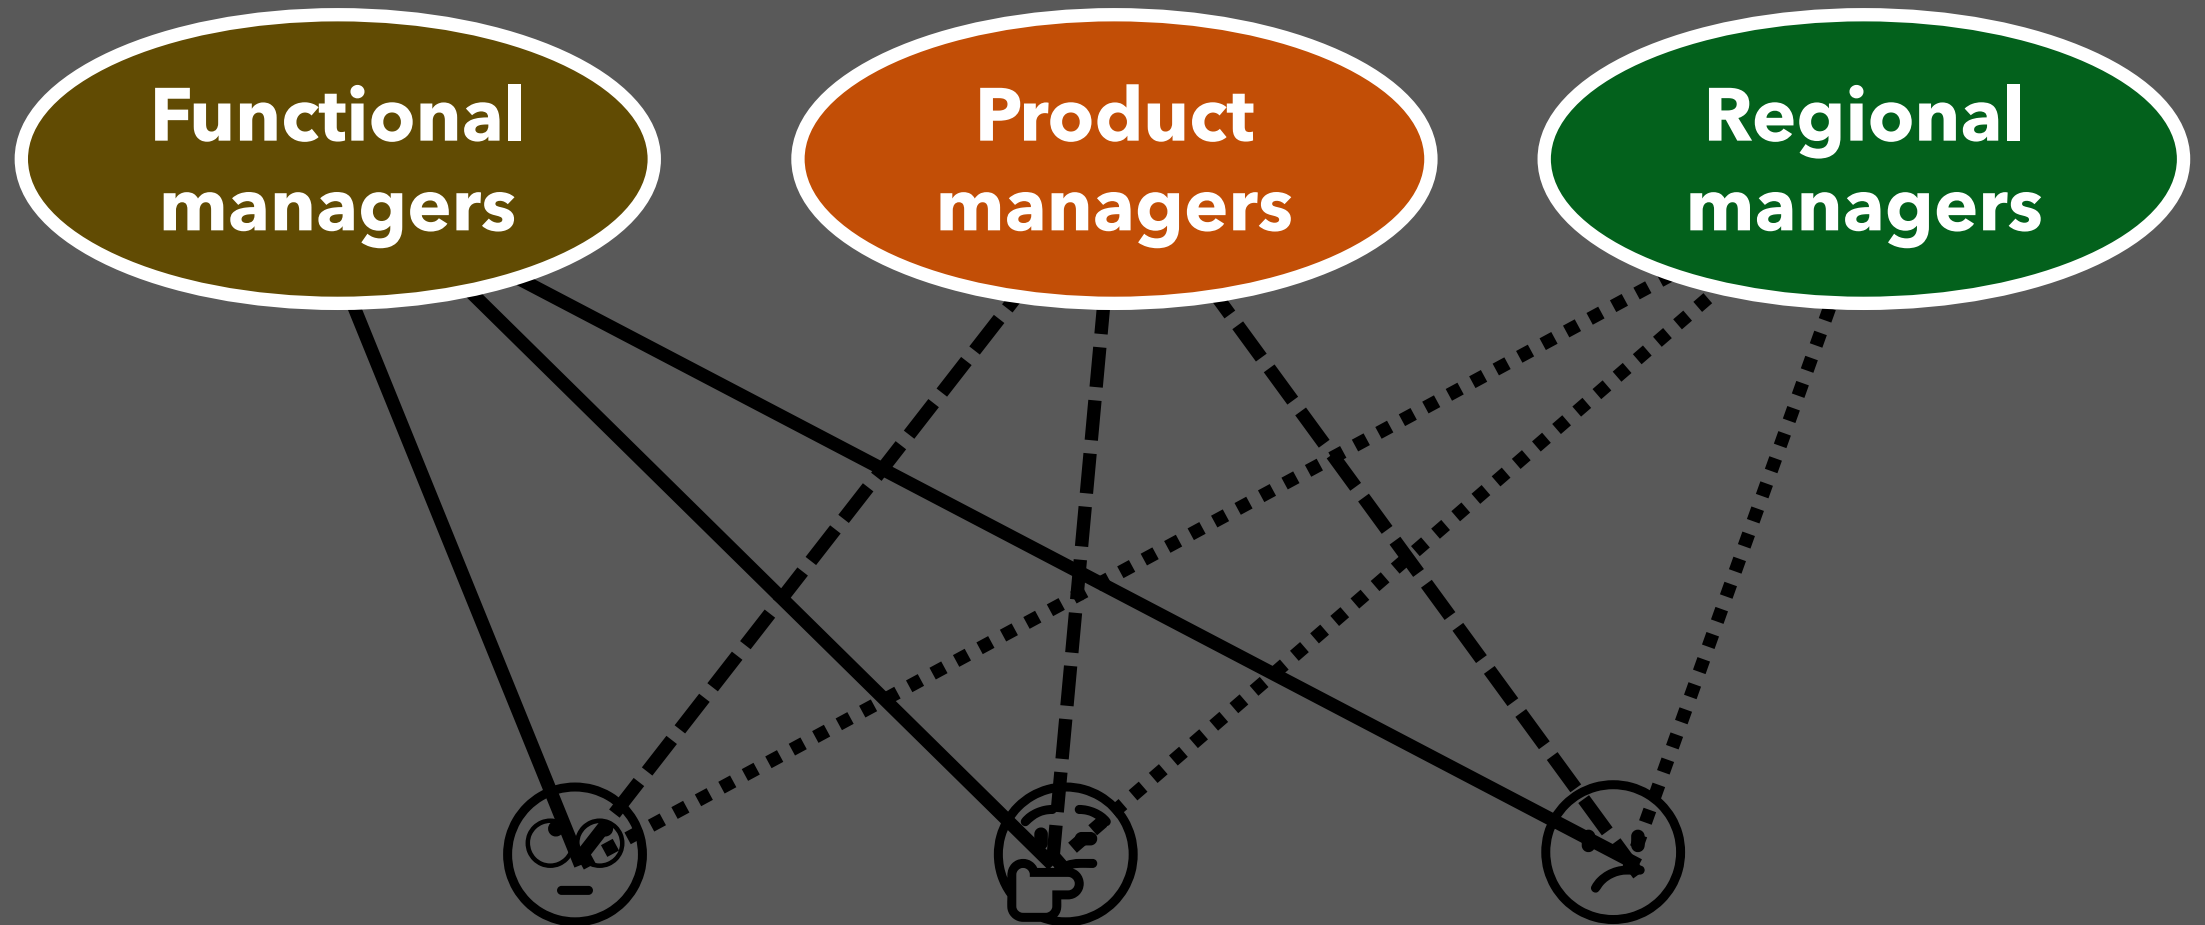 Functional
managers
Product
managers
Regional
managers